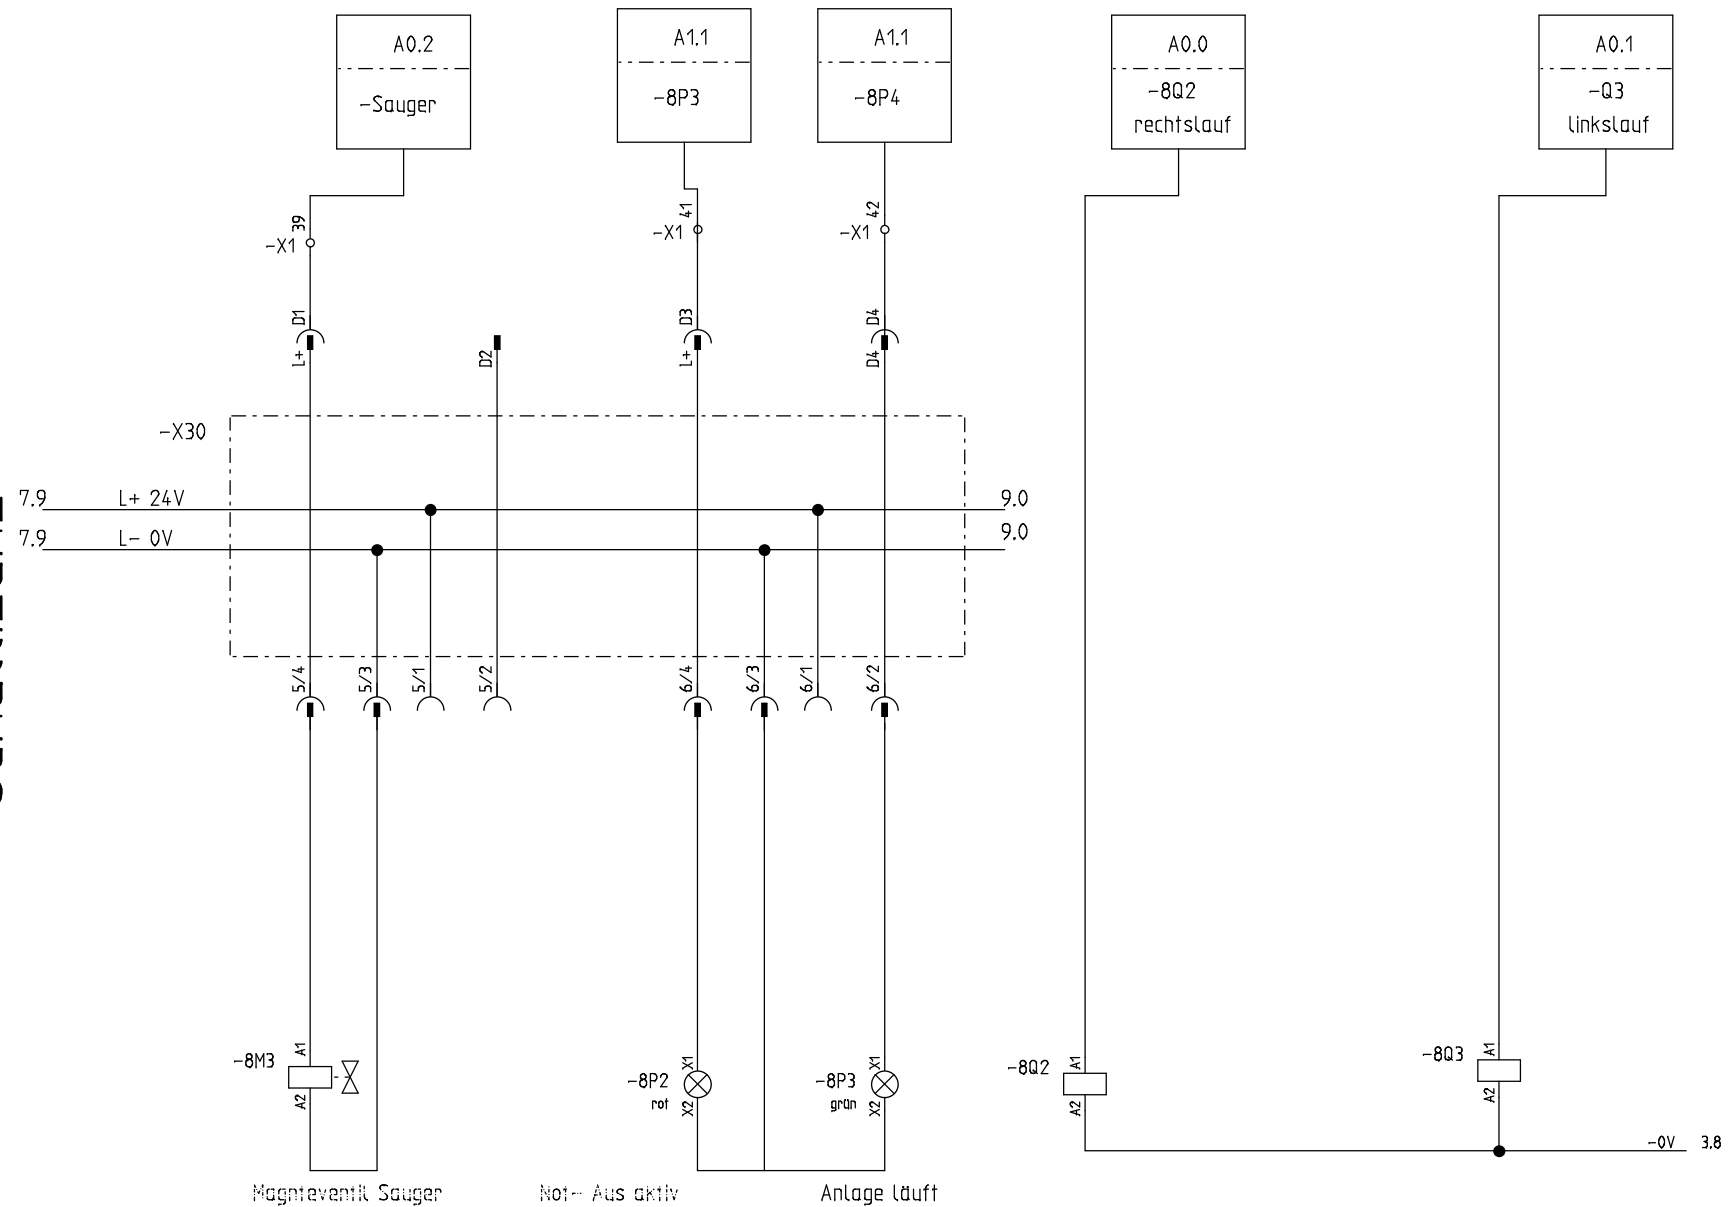 A0.2
-Sauger
A1.1
-8P3
A1.1
-8P4
A0.0
-8Q2
rechtslauf
A0.1
-Q3
linkslauf
39
-X1
41
-X1
42
-X1
D1
L+
D2
D3
L+
D4
D4
-X30
7.9
L+ 24V
9.0
7.9
L- 0V
9.0
5/4
5/3
5/1
5/2
6/4
6/3
6/1
6/2
-8M3
A1
A2
-8P2
rot
X1
X2
-8P3
grün
X1
X2
-8Q2
A1
A2
-8Q3
A1
A2
-0V
3.8
Magnteventil Sauger
Not- Aus aktiv
Anlage läuft